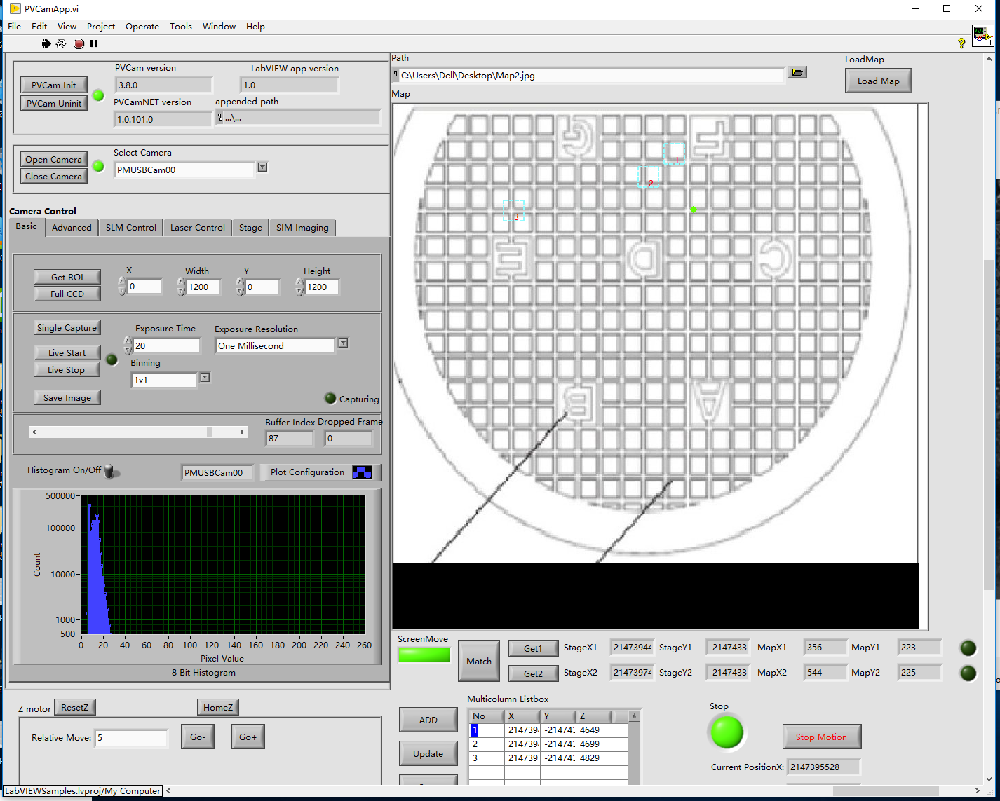 PVCamApp.vi
File Edit View Project Operate Tools Window Help
PVCam Init
PVCam Uninit
PVCam version
3.8.0
LabVIEW app version
1.0
PVCamNET version
1.0.101.0
appended path
...\...
Open Camera
Close Camera
Select Camera
PMUSBCam00
Camera Control
Basic Advanced SLM Control Laser Control Stage SIM Imaging
Get ROI
Full CCD
X Width Y Height
0 1200 0 1200
Single Capture
Live Start
Live Stop
Save Image
Exposure Time
20
Exposure Resolution
One Millisecond
Binning
1x1
Capturing
Buffer Index Dropped Frame
87 0
Histogram On/Off
PMUSBCam00
Plot Configuration
500000
100000
10000
1000
500
Count
0 20 40 60 80 100 120 140 160 180 200 220 240 260
Pixel Value
8 Bit Histogram
Z motor
ResetZ
HomeZ
Relative Move:
5
Go-
Go+
LabVIEWSamples.lvproj/My Computer
Path
C:\Users\Dell\Desktop\Map2.jpg
LoadMap
Load Map
Map
G F
1
2
3
E D C
B A
ScreenMove
Match
Get1 StageX1 21473944 StageY1 -2147433 MapX1 356 MapY1 223
Get2 StageX2 21473974 StageY2 -2147433 MapX2 544 MapY2 225
Multicolumn Listbox
ADD
Update
No X Y Z
1 214739 -21474 4649
2 214739 -21474 4699
3 214739 -21474 4829
Stop
Stop Motion
Current PositionX: 2147395528